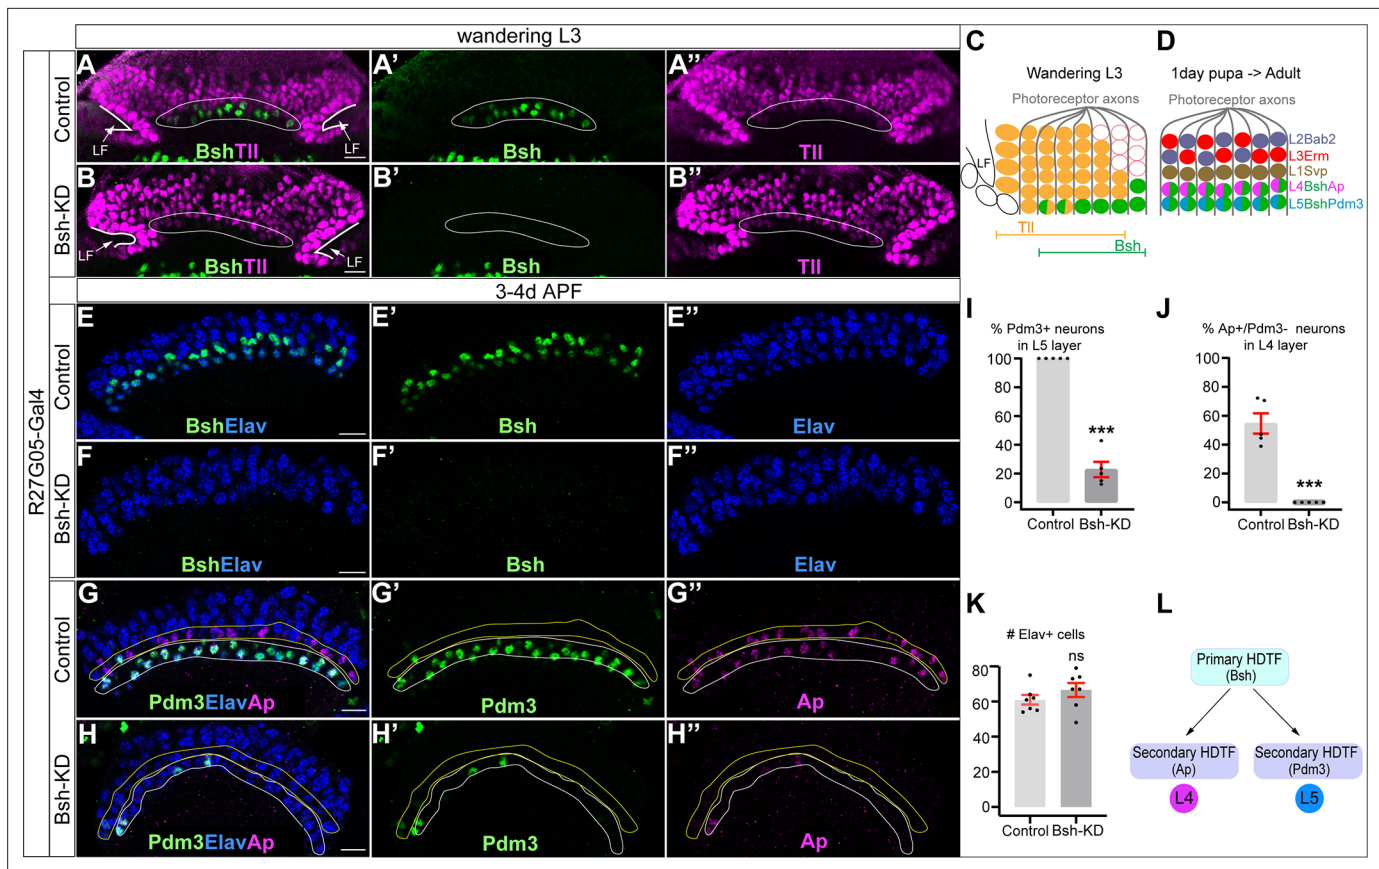 wandering L3
R27G05-Gal4
Control
A
LF
LF
BshTll
A’
Bsh
A’’
Tll
Bsh-KD
B
LF
LF
BshTll
B’
Bsh
B’’
Tll
C
Wandering L3
Photoreceptor axons
LF
Tll
Bsh
D
1day pupa -> Adult
Photoreceptor axons
L2Bab2
L3Erm
L1Svp
L4BshAp
L5BshPdm3
3-4d APF
Control
E
BshElav
E’
Bsh
E’’
Elav
Bsh-KD
F
BshElav
F’
Bsh
F’’
Elav
Control
G
Pdm3ElavAp
G’
Pdm3
G’’
Ap
Bsh-KD
H
Pdm3ElavAp
H’
Pdm3
H’’
Ap
I
% Pdm3+ neurons
in L5 layer
100
80
60
40
20
0
***
Control Bsh-KD
J
% Ap+/Pdm3- neurons
in L4 layer
100
80
60
40
20
0
***
Control Bsh-KD
K
# Elav+ cells
ns
80
60
40
20
0
Control Bsh-KD
L
Primary HDTF
(Bsh)
Secondary HDTF
(Ap)
L4
Secondary HDTF
(Pdm3)
L5